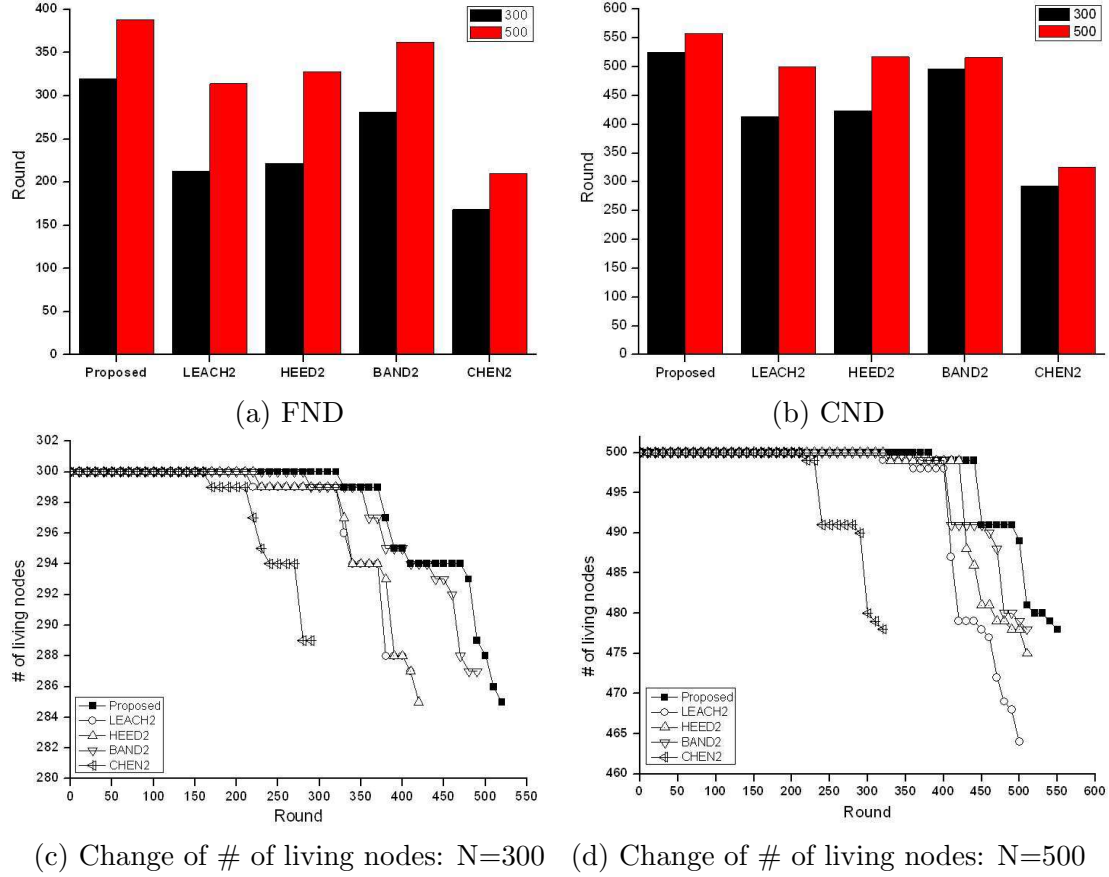 400
350
300
250
200
150
100
50
0
Round
300
500
Proposed LEACH2 HEED2 BAND2 CHEN2
(a) FND
600
550
500
450
400
350
300
250
200
150
100
50
0
Round
300
500
Proposed LEACH2 HEED2 BAND2 CHEN2
(b) CND
302
300
298
296
294
292
290
288
286
284
282
280
# of living nodes
Proposed
LEACH2
HEED2
BAND2
CHEN2
0 50 100 150 200 250 300 350 400 450 500 550
Round
(c) Change of # of living nodes: N=300
500
495
490
485
480
475
470
465
460
# of living nodes
Proposed
LEACH2
HEED2
BAND2
CHEN2
0 50 100 150 200 250 300 350 400 450 500 550 600
Round
(d) Change of # of living nodes: N=500